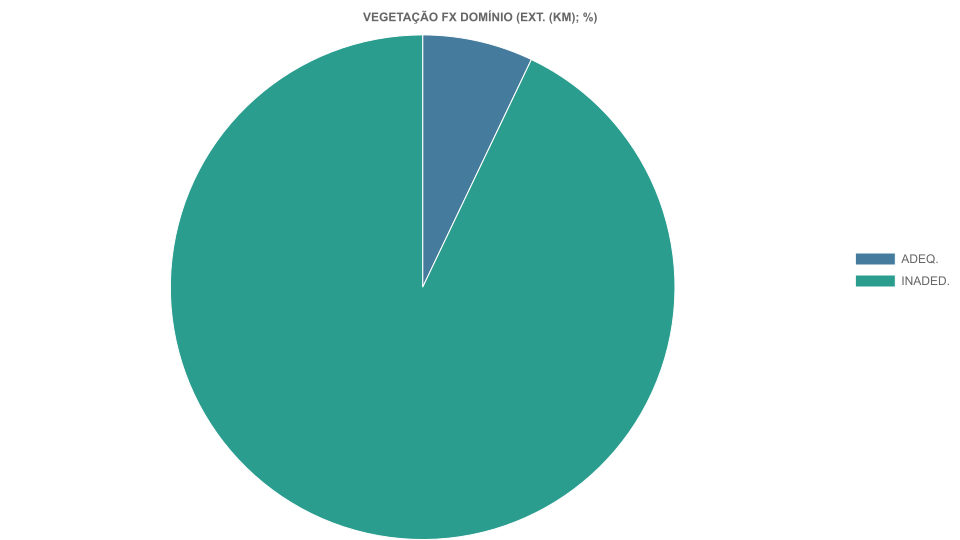 VEGETAÇÃO FX DOMÍNIO (EXT. (KM); %)
ADEQ.
INADED.